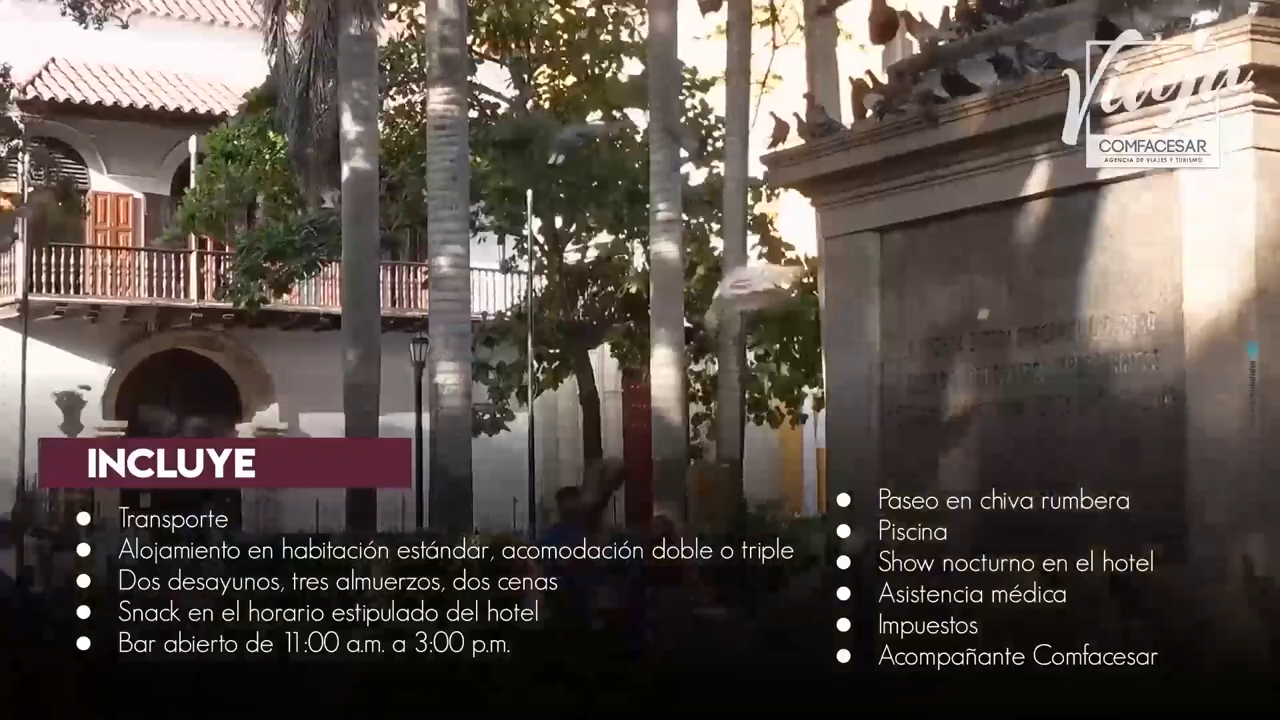 Viaja
COMFACESAR
AGENCIA DE VIAJES Y TURISMO
INCLUYE
● Transporte
● Alojamiento en habitación estándar, acomodación doble o triple
● Dos desayunos, tres almuerzos, dos cenas
● Snack en el horario estipulado del hotel
● Bar abierto de 11:00 a.m. a 3:00 p.m.
● Paseo en chiva rumbera
● Piscina
● Show nocturno en el hotel
● Asistencia médica
● Impuestos
● Acompañante Comfacesar